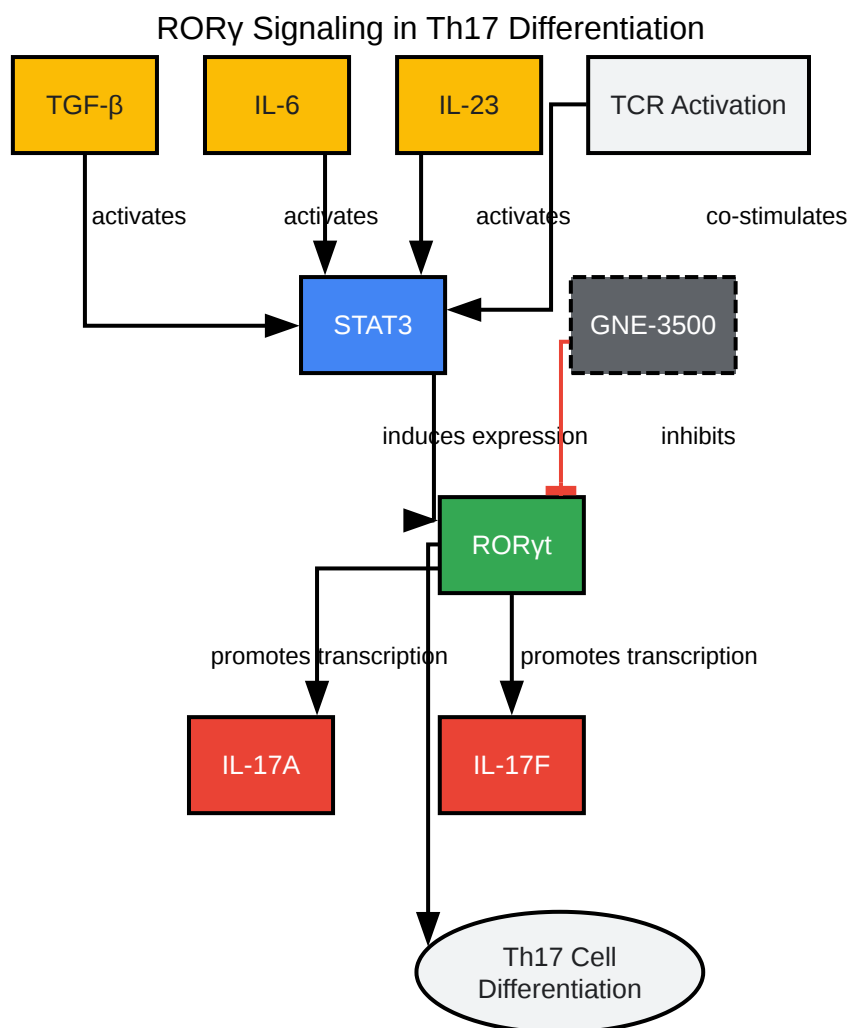 RORγ Signaling in Th17 Differentiation
TGF-β
IL-6
IL-23
TCR Activation
activates
activates
activates
co-stimulates
STAT3
GNE-3500
induces expression
inhibits
RORγt
promotes transcription
promotes transcription
IL-17A
IL-17F
Th17 Cell
Differentiation